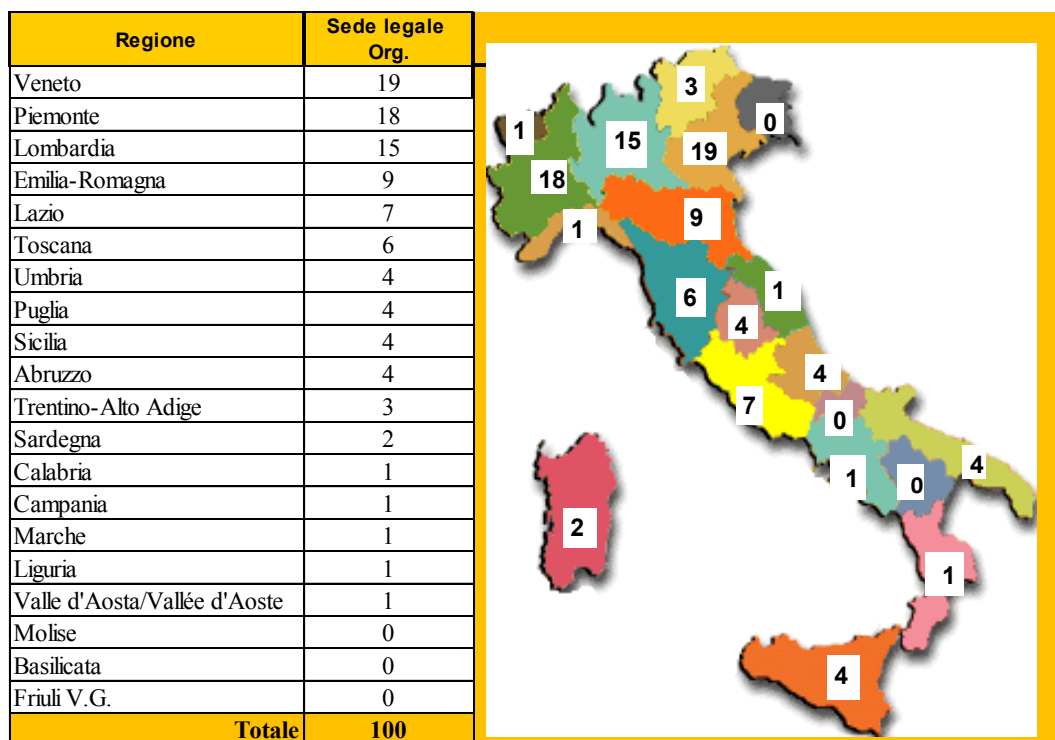 Regione Sede legale Org.
Veneto 19
Piemonte 18
Lombardia 15
Emilia-Romagna 9
Lazio 7
Toscana 6
Umbria 4
Puglia 4
Sicilia 4
Abruzzo 4
Trentino-Alto Adige 3
Sardegna 2
Calabria 1
Campania 1
Marche 1
Liguria 1
Valle d'Aosta/Vallée d'Aoste 1
Molise 0
Basilicata 0
Friuli V.G. 0
Totale 100
3
0
1
15
19
18
9
1
6
1
4
4
7
0
4
1
0
2
1
4